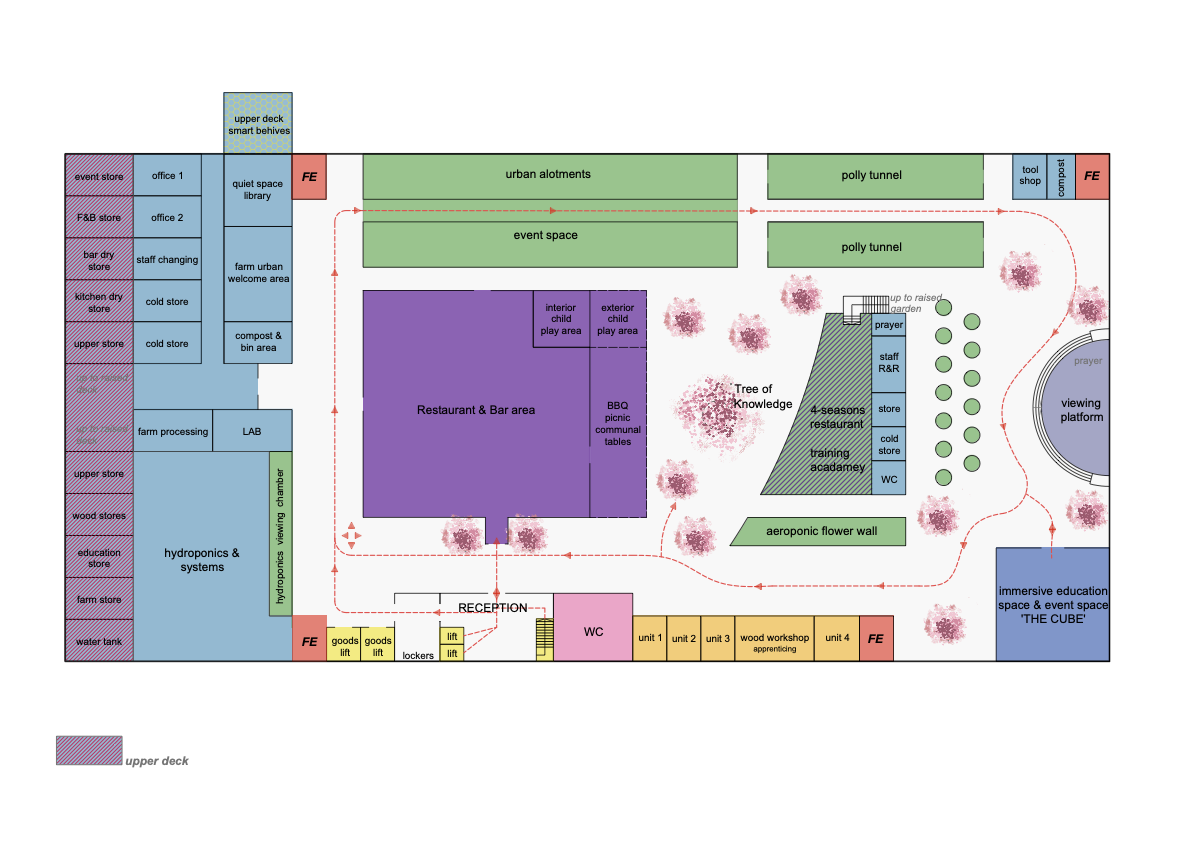 upper deck
smart behives
event store
office 1
quiet space
library
FE
urban alotments
polly tunnel
tool
shop
compost
FE
F&B store
office 2
event space
polly tunnel
bar dry
store
staff changing
farm urban
welcome area
kitchen dry
store
cold store
upper store
cold store
compost &
bin area
interior
child
play area
exterior
child
play area
up to raised
garden
prayer
staff
R&R
store
cold
store
WC
prayer
viewing
platform
up to raised
deck
Tree of
Knowledge
Restaurant & Bar area
BBQ
picnic
communal
tables
4-seasons
restaurant
training
acadamey
up to raised
farm processing
LAB
upper store
wood stores
education
store
farm store
water tank
hydroponics &
systems
hydroponics viewing chamber
aeroponic flower wall
immersive education
space & event space
'THE CUBE'
RECEPTION
FE
goods
lift
goods
lift
lockers
lift
lift
WC
unit 1
unit 2
unit 3
wood workshop
apprenticing
unit 4
FE
upper deck